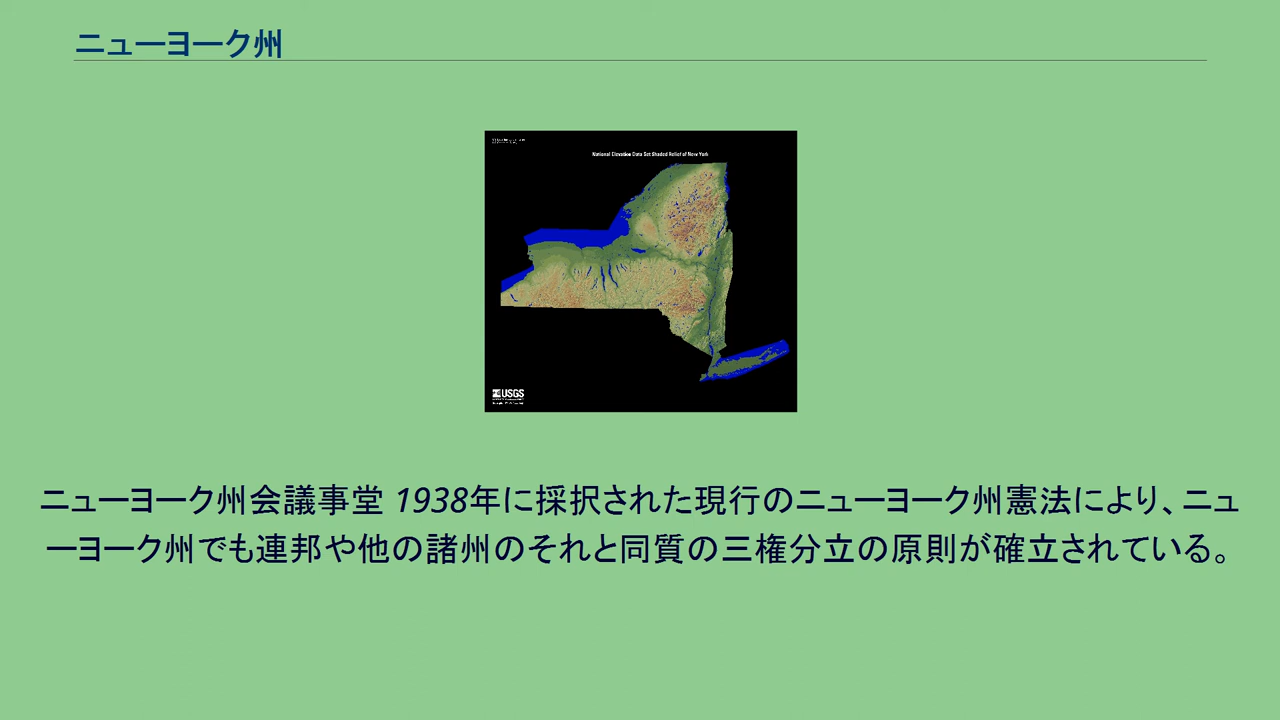 ニューヨーク州
National Elevation Data Set Shaded Relief of New York
USGS
ニューヨーク州会議事堂 1938年に採択された現行のニューヨーク州憲法により、ニュ
ーヨーク州でも連邦や他の諸州のそれと同質の三権分立の原則が確立されている。